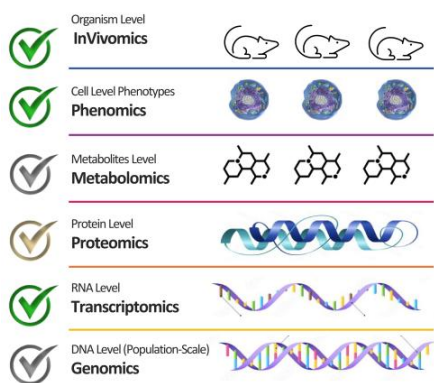 Organism Level
InVivomics
Cell Level Phenotypes
Phenomics
Metabolites Level
Metabolomics
Protein Level
Proteomics
RNA Level
Transcriptomics
DNA Level (Population-Scale)
Genomics